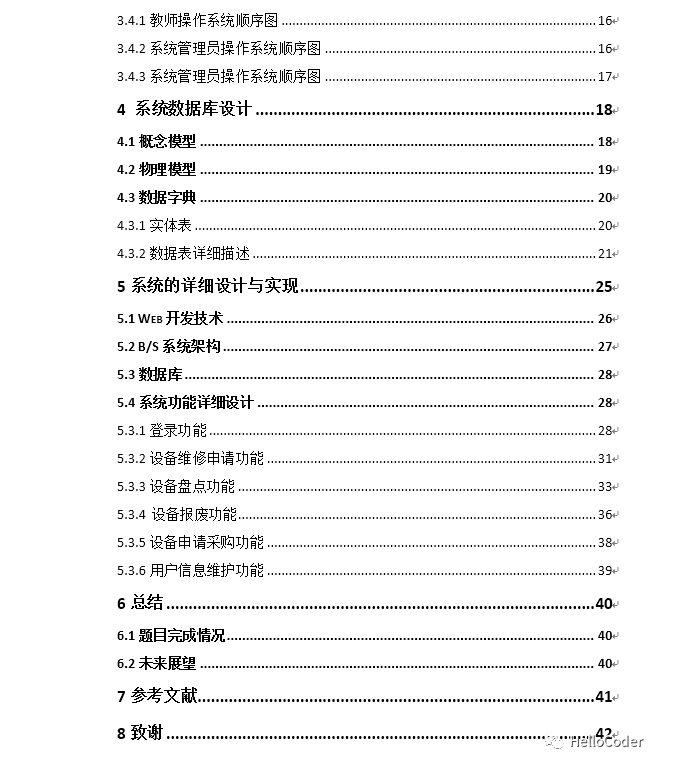 3.4.1 教师操作系统顺序图 ........ 16
3.4.2 系统管理员操作系统顺序图 ........ 16
3.4.3 系统管理员操作系统顺序图 ........ 17
4 系统数据库设计 ........ 18
4.1 概念模型 ........ 18
4.2 物理模型 ........ 19
4.3 数据字典 ........ 20
4.3.1 实体表 ........ 20
4.3.2 数据表详细描述 ........ 21
5 系统的详细设计与实现 ........ 25
5.1 WEB 开发技术 ........ 26
5.2 B/S 系统架构 ........ 27
5.3 数据库 ........ 28
5.4 系统功能详细设计 ........ 28
5.3.1 登录功能 ........ 28
5.3.2 设备维修申请功能 ........ 31
5.3.3 设备盘点功能 ........ 33
5.3.4 设备报废功能 ........ 36
5.3.5 设备申请采购功能 ........ 38
5.3.6 用户信息维护功能 ........ 39
6 总结 ........ 40
6.1 题目完成情况 ........ 40
6.2 未来展望 ........ 40
7 参考文献 ........ 41
8 致谢 ........ 42
HelloCoder